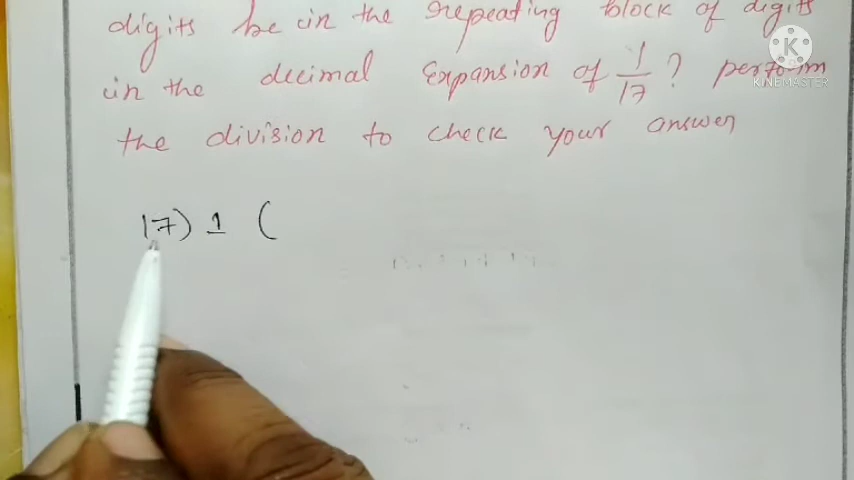 digits be in the repeating block of digits
in the decimal Expansion of 1/17 ? perform
the division to check your answer
17) 1 (
K
KINEMASTER